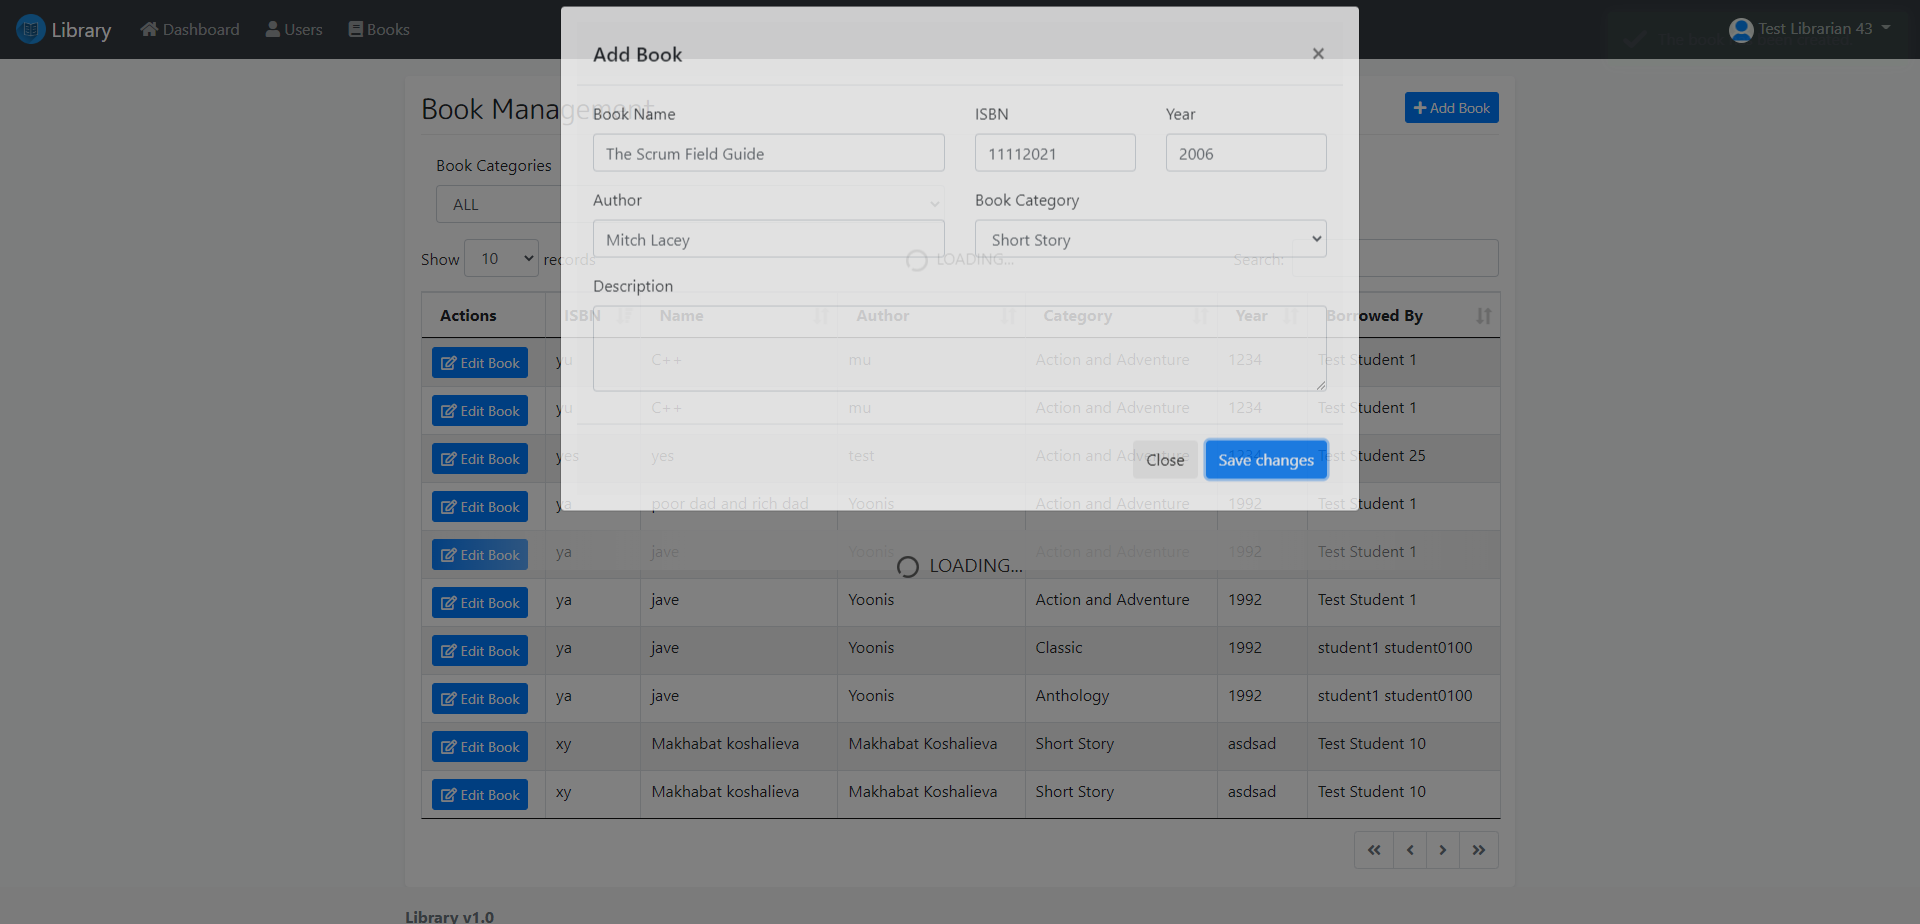 Library Dashboard Users Books Test Librarian 43
Add Book ×
Book Management Add Book
Book Name ISBN Year
The Scrum Field Guide 11112021 2006
Book Categories
ALL
Author Book Category
Mitch Lacey Short Story
Show 10 records LOADING... Search:
Description
Actions ISBN Name Author Category Year Borrowed By
Edit Book yu C++ mu Action and Adventure 1234 Test Student 1
Edit Book yu C++ mu Action and Adventure 1234 Test Student 1
Edit Book yes yes test Action and Adventure 1234 Test Student 25
Close Save changes
Edit Book ya poor dad and rich dad Yoonis Action and Adventure 1992 Test Student 1
Edit Book ya jave Yoonis Action and Adventure 1992 Test Student 1
LOADING...
Edit Book ya jave Yoonis Action and Adventure 1992 Test Student 1
Edit Book ya jave Yoonis Classic 1992 student1 student0100
Edit Book ya jave Yoonis Anthology 1992 student1 student0100
Edit Book xy Makhabat koshalieva Makhabat Koshalieva Short Story asdsad Test Student 10
Edit Book xy Makhabat koshalieva Makhabat Koshalieva Short Story asdsad Test Student 10
Library v1.0